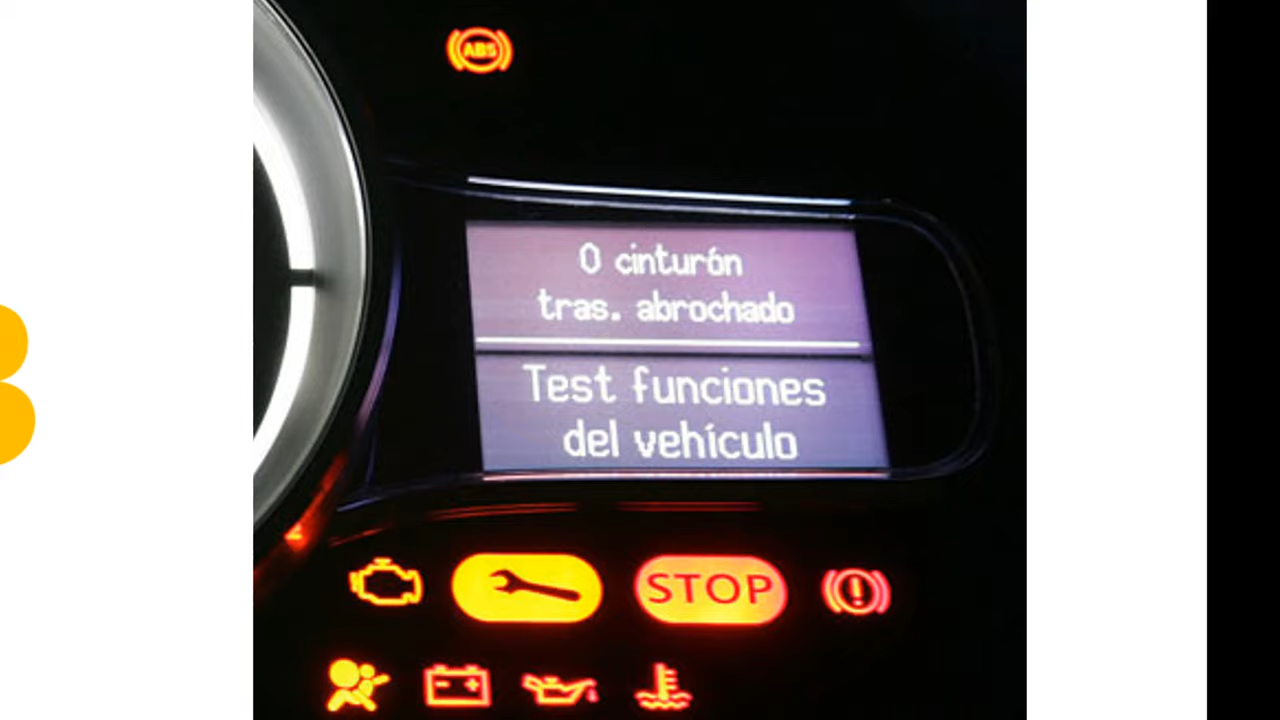 ABS
0 cinturón
tras. abrochado
Test funciones
del vehículo
STOP